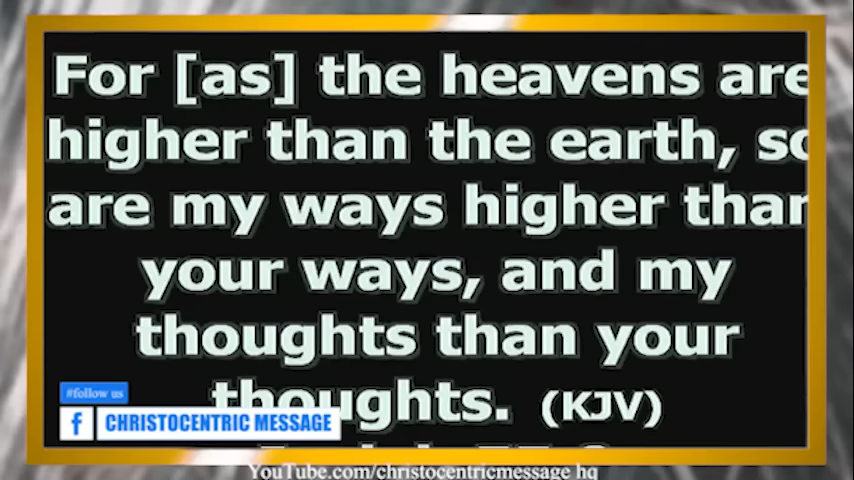 For [as] the heavens are
higher than the earth, so
are my ways higher than
your ways, and my
thoughts than your
thoughts. (KJV)
#follow us
f CHRISTOCENTRIC MESSAGE
YouTube.com/christocentricmessage hq